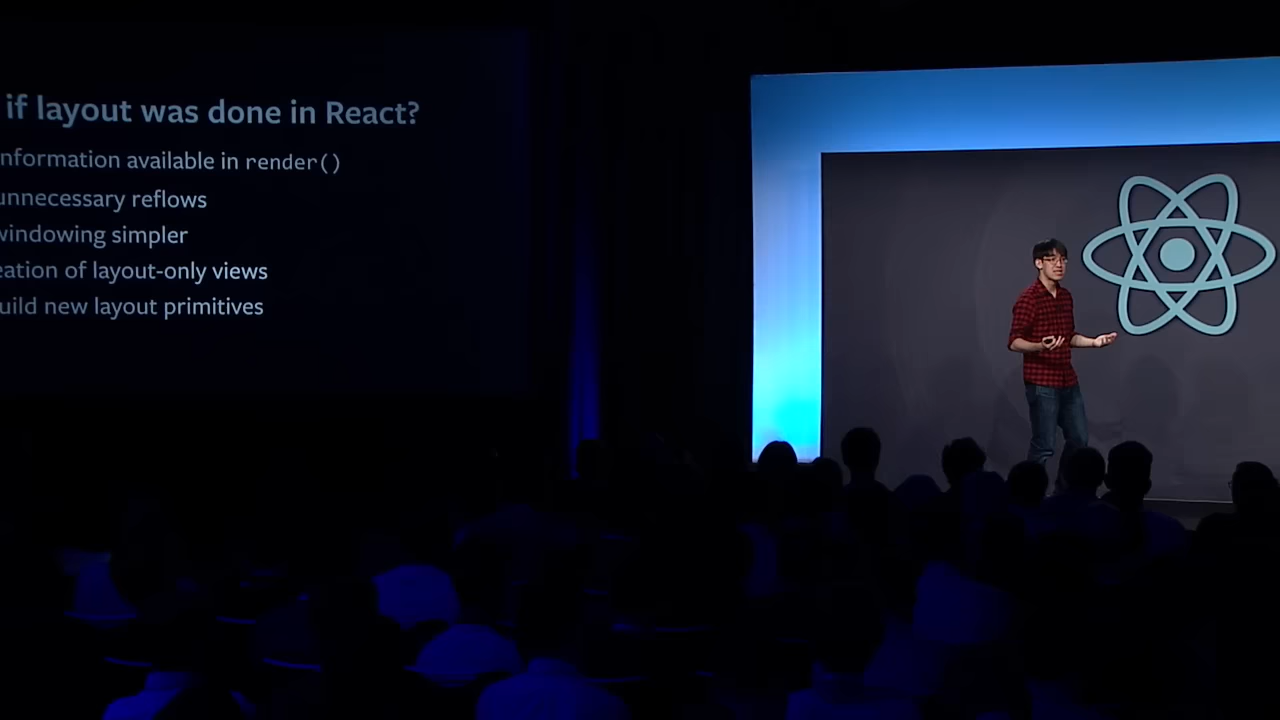 if layout was done in React?
nformation available in render()
unnecessary reflows
windowing simpler
eation of layout-only views
uild new layout primitives